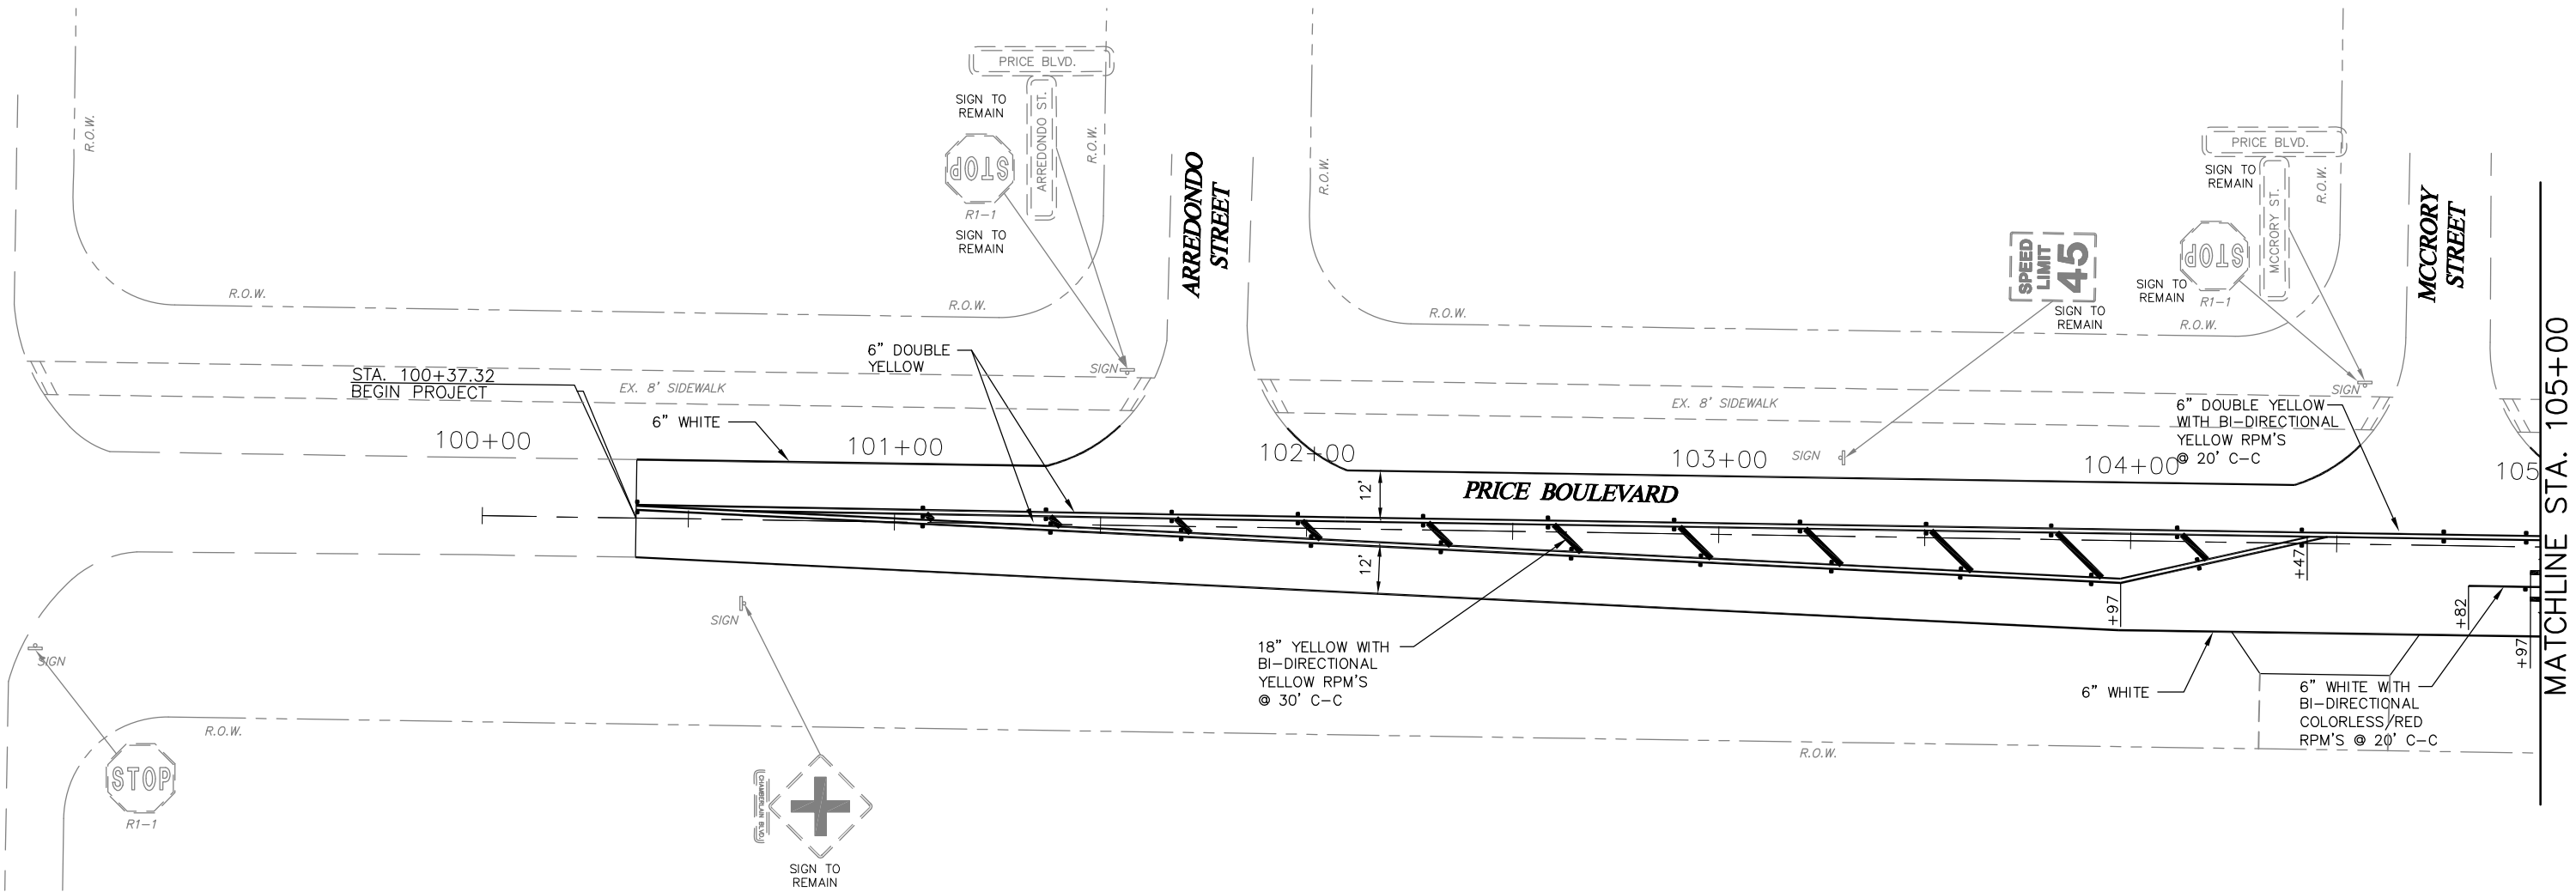 PRICE BLVD.
SIGN TO
REMAIN
ARREDONDO ST.
STOP
R1-1
SIGN TO
REMAIN
R.O.W.
R.O.W.
R.O.W.
R.O.W.
ARREDONDO
STREET
R.O.W.
R.O.W.
SPEED
LIMIT
45
SIGN TO
REMAIN
PRICE BLVD.
SIGN TO
REMAIN
MCCRORY ST.
R.O.W.
STOP
SIGN TO
REMAIN
R1-1
R.O.W.
MCCRORY
STREET
MATCHLINE STA. 105+00
STA. 100+37.32
BEGIN PROJECT
6" DOUBLE
YELLOW
EX. 8' SIDEWALK
SIGN
6" WHITE
EX. 8' SIDEWALK
SIGN
SIGN
6" DOUBLE YELLOW
WITH BI-DIRECTIONAL
YELLOW RPM'S
@ 20' C-C
100+00
101+00
102+00
103+00
104+00
105
12'
PRICE BOULEVARD
12'
+47
+97
+82
+97
SIGN
SIGN
18" YELLOW WITH
BI-DIRECTIONAL
YELLOW RPM'S
@ 30' C-C
6" WHITE
6" WHITE WITH
BI-DIRECTIONAL
COLORLESS/RED
RPM'S @ 20' C-C
R.O.W.
R.O.W.
STOP
R1-1
CHAMBERLAIN BLVD.
SIGN TO
REMAIN